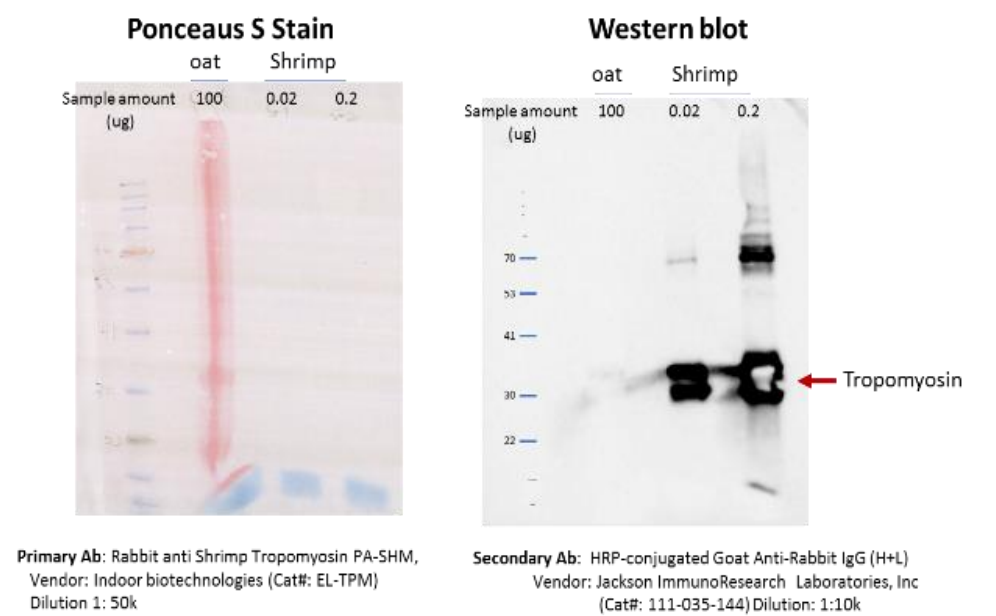 Ponceaus S Stain
oat Shrimp
Sample amount 100 0.02 0.2
(ug)
Western blot
oat Shrimp
Sample amount 100 0.02 0.2
(ug)
70
53
41
Tropomyosin
30
22
Primary Ab: Rabbit anti Shrimp Tropomyosin PA-SHM,
Vendor: Indoor biotechnologies (Cat#: EL-TPM)
Dilution 1: 50k
Secondary Ab: HRP-conjugated Goat Anti-Rabbit IgG (H+L)
Vendor: Jackson ImmunoResearch Laboratories, Inc
(Cat#: 111-035-144) Dilution: 1:10k